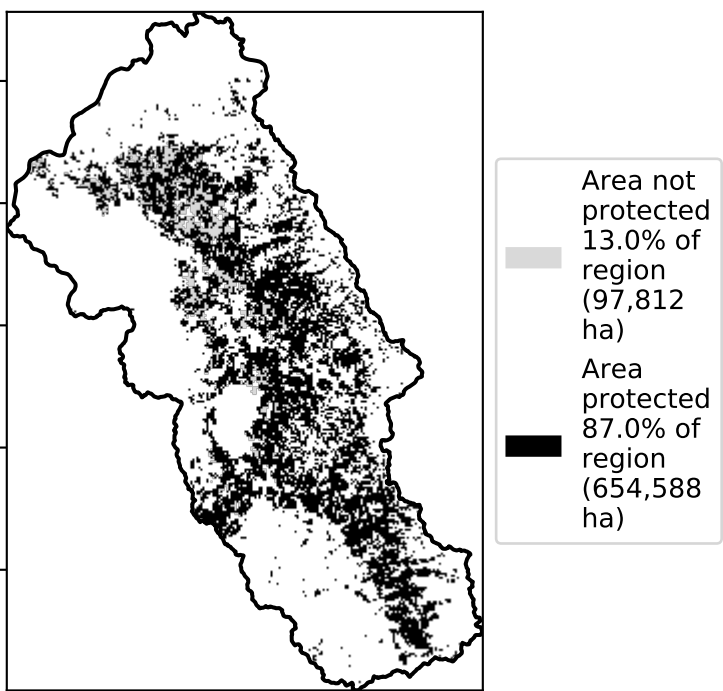 Area not
protected
13.0% of
region
(97,812
ha)
Area
protected
87.0% of
region
(654,588
ha)